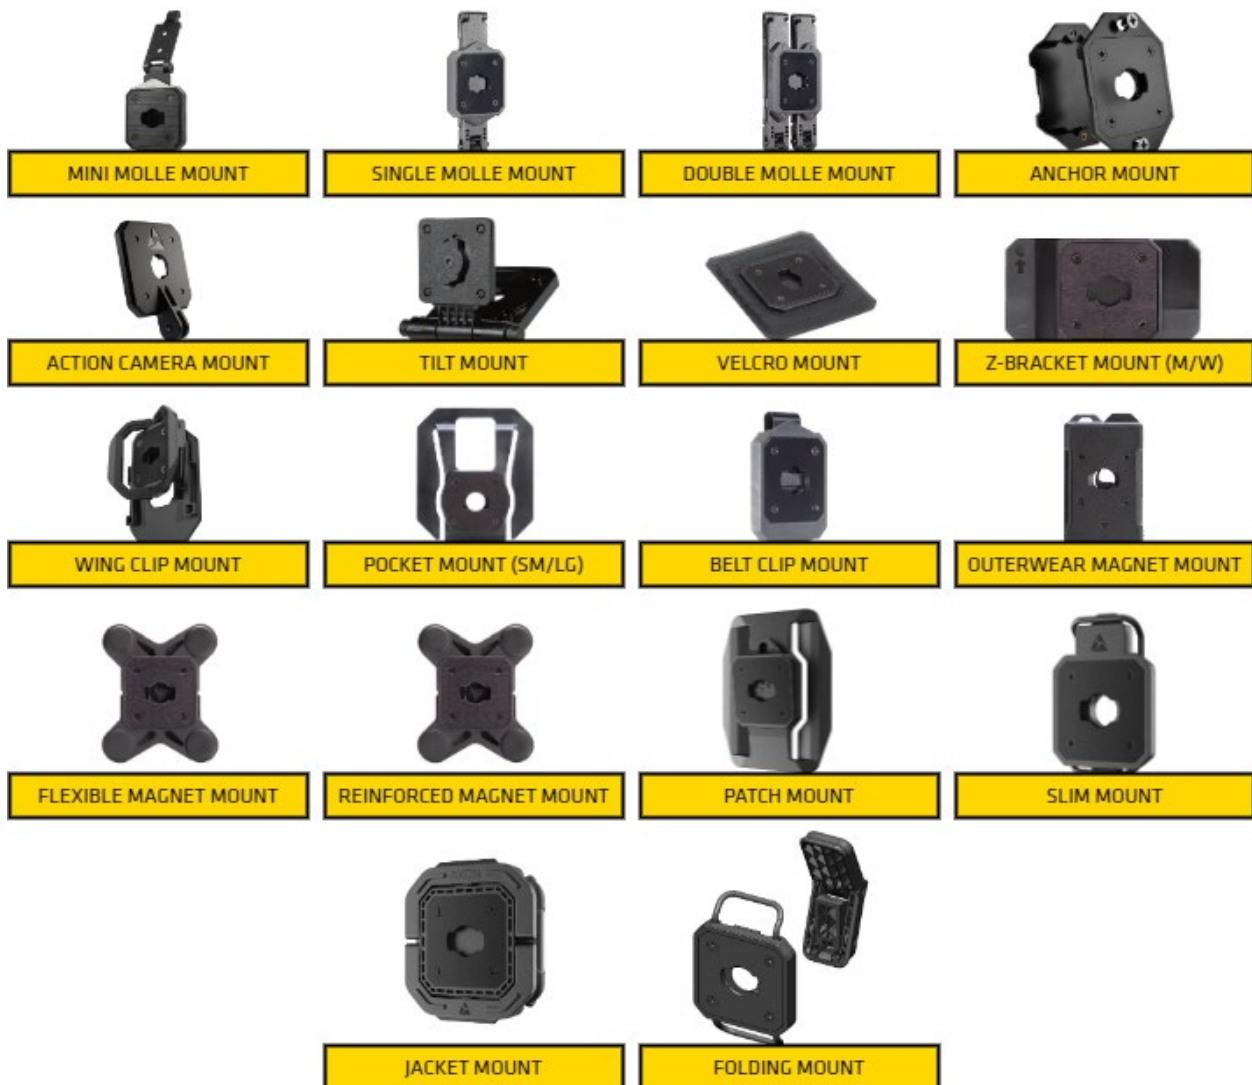 MINI MOLLE MOUNT
SINGLE MOLLE MOUNT
DOUBLE MOLLE MOUNT
ANCHOR MOUNT
ACTION CAMERA MOUNT
TILT MOUNT
VELCRO MOUNT
Z-BRACKET MOUNT (M/W)
WING CLIP MOUNT
POCKET MOUNT (SM/LG)
BELT CLIP MOUNT
OUTERWEAR MAGNET MOUNT
FLEXIBLE MAGNET MOUNT
REINFORCED MAGNET MOUNT
PATCH MOUNT
SLIM MOUNT
AXON
JACKET MOUNT
FOLDING MOUNT